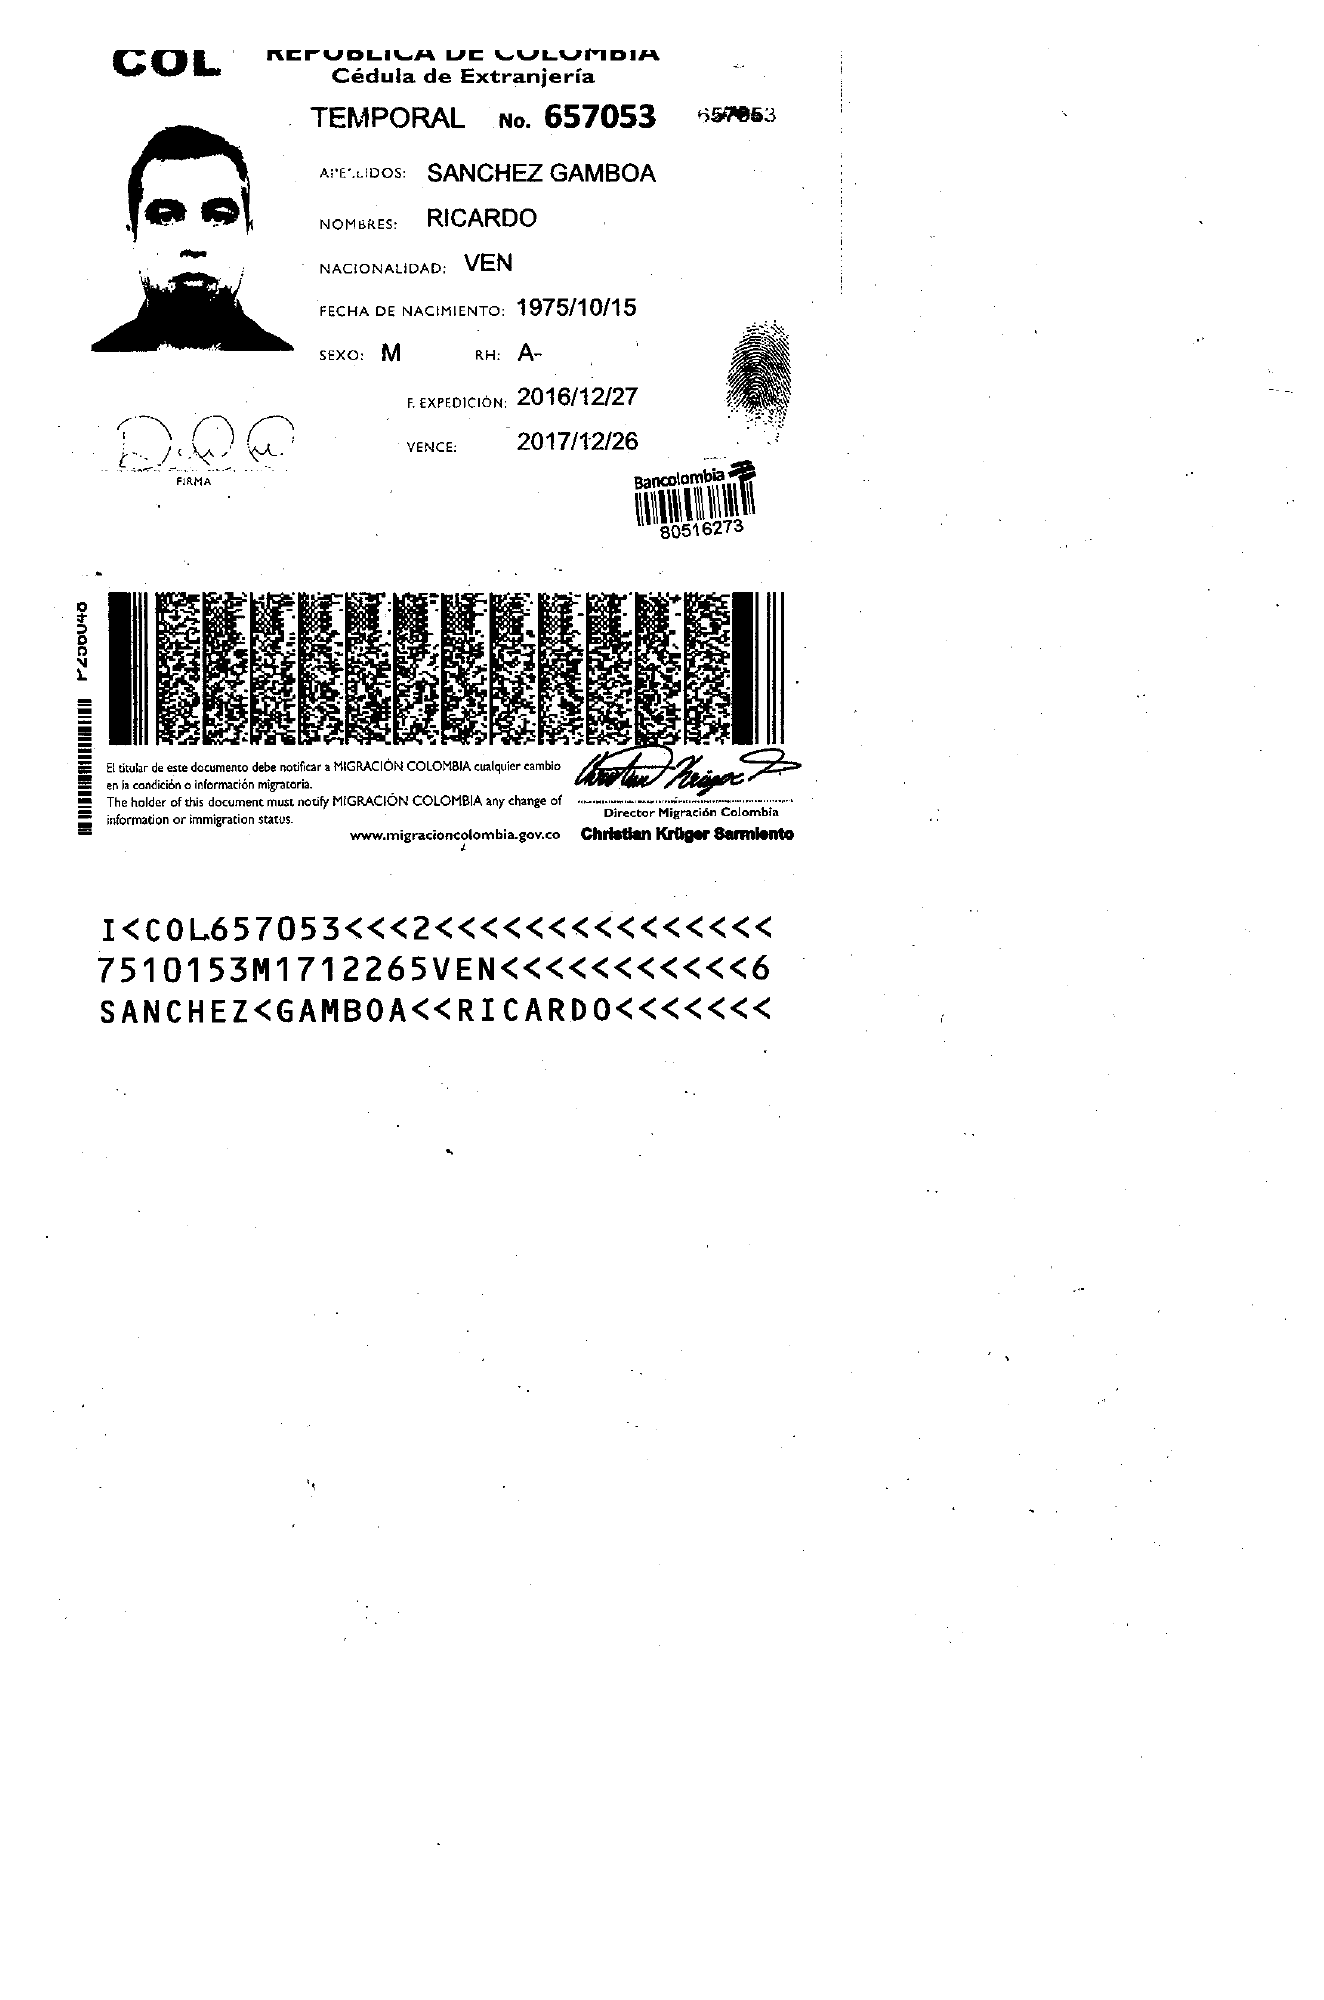 COL REPUBLICA DE COLOMBIA
Cédula de Extranjería
TEMPORAL No. 657053 657053
APELLIDOS: SANCHEZ GAMBOA
NOMBRES: RICARDO
NACIONALIDAD: VEN
FECHA DE NACIMIENTO: 1975/10/15
SEXO: M RH: A-
F. EXPEDICIÓN: 2016/12/27
VENCE: 2017/12/26
FIRMA
Bancolombia
80516273
El titular de este documento debe notificar a MIGRACIÓN COLOMBIA cualquier cambio
en la condición o información migratoria.
The holder of this document must notify MIGRACIÓN COLOMBIA any change of
information or immigration status.
www.migracioncolombia.gov.co
Director Migración Colombia
Christian Krüger Sarmiento
I<COL657053<<<2<<<<<<<<<<<<<<<
7510153M1712265VEN<<<<<<<<<<<6
SANCHEZ<GAMBOA<<RICARDO<<<<<<<